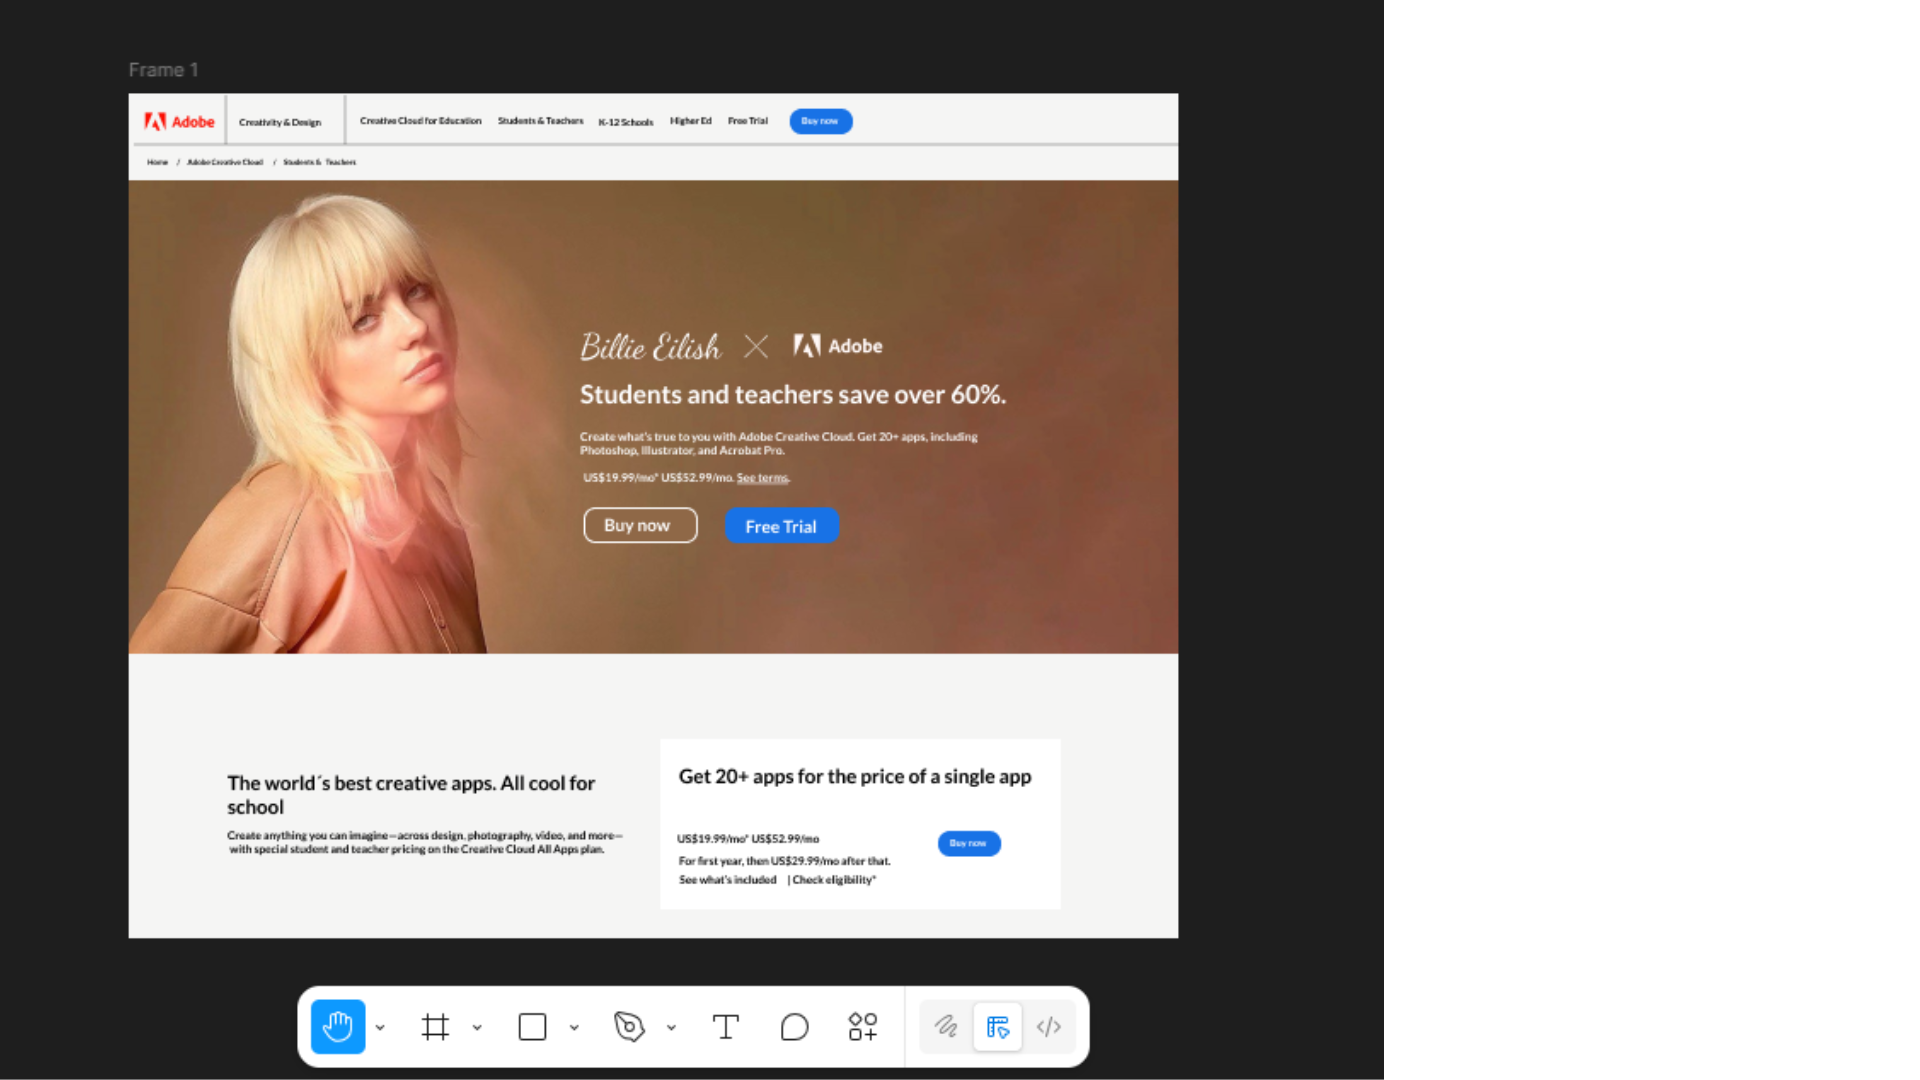 Frame 1
Adobe
Creativity & Design
Creative Cloud for Education
Students & Teachers
K-12 Schools
Higher Ed
Free Trial
Buy now
Home / Adobe Creative Cloud / Students & Teachers
Billie Eilish
Adobe
Students and teachers save over 60%.
Create what's true to you with Adobe Creative Cloud. Get 20+ apps, including
Photoshop, Illustrator, and Acrobat Pro.
US$19.99/mo* US$52.99/mo. See terms.
Buy now
Free Trial
The world´s best creative apps. All cool for
school
Create anything you can imagine—across design, photography, video, and more—
with special student and teacher pricing on the Creative Cloud All Apps plan.
Get 20+ apps for the price of a single app
US$19.99/mo* US$52.99/mo
Buy now
For first year, then US$29.99/mo after that.
See what's included | Check eligibility*